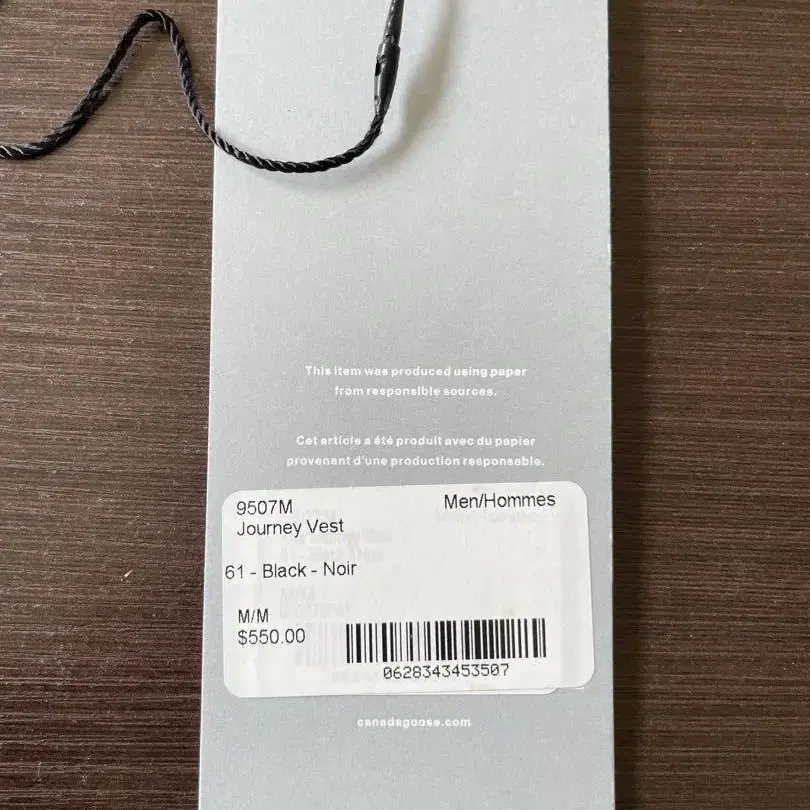 This item was produced using paper
from responsible sources.
Cet article a été produit avec du papier
provenant d'une production responsable.
9507M Men/Hommes
Journey Vest
61 - Black - Noir
M/M
$550.00
0628343453507
canadagoose.com